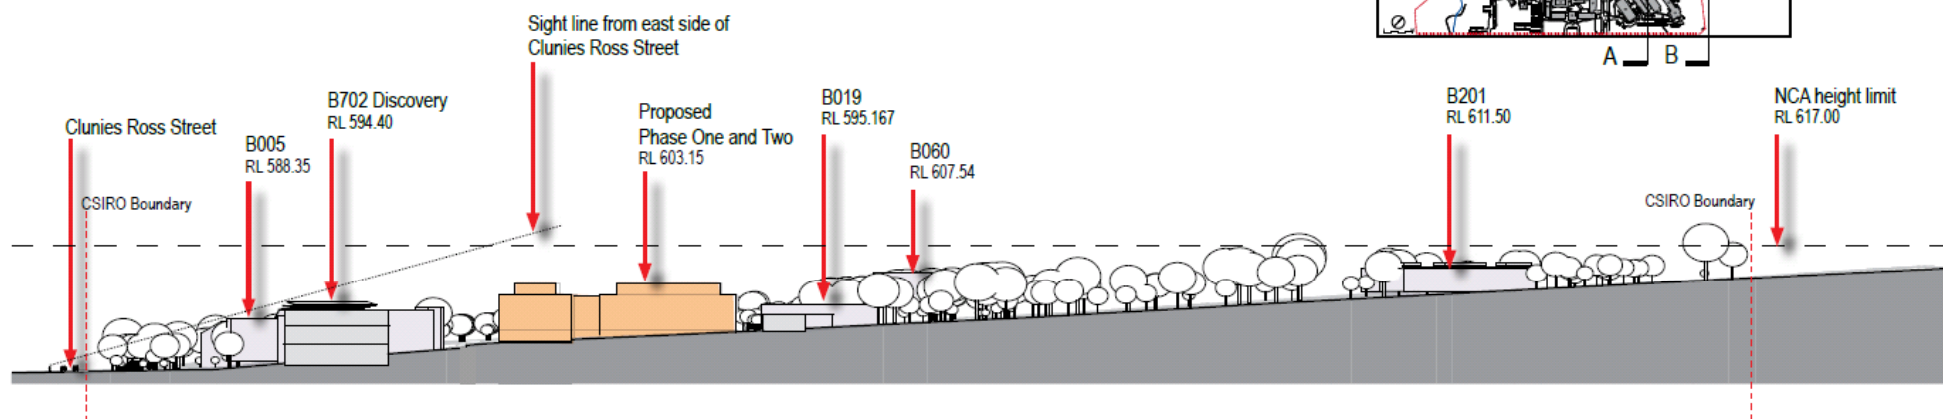 Sight line from east side of
Clunies Ross Street
A
B
Clunies Ross Street
B005
RL 588.35
B702 Discovery
RL 594.40
Proposed
Phase One and Two
RL 603.15
B019
RL 595.167
B060
RL 607.54
B201
RL 611.50
NCA height limit
RL 617.00
CSIRO Boundary
CSIRO Boundary